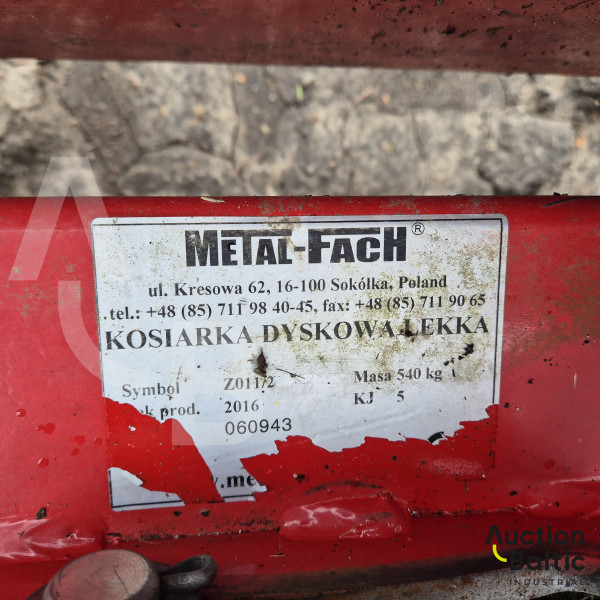 METAL-FACH®
ul. Kresowa 62, 16-100 Sokółka, Poland
tel.: +48 (85) 711 98 40-45, fax: +48 (85) 711 90 65
KOSIARKA DYSKOWA LEKKA
Symbol Z011/2 Masa 540 kg
prod. 2016 KJ 5
060943
Auction
Baltic
INDUSTRIAL